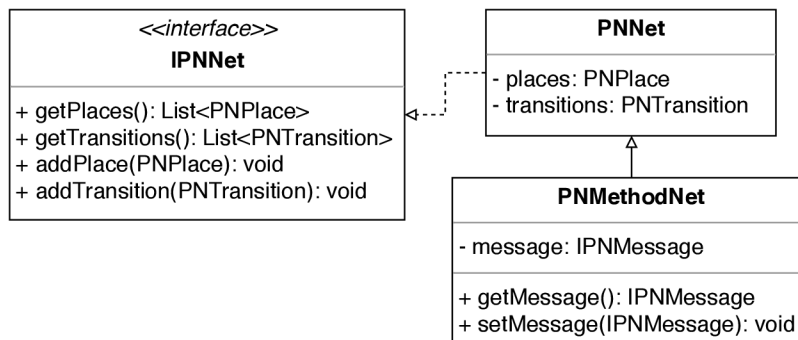 <<interface>>
IPNNet
+ getPlaces(): List<PNPlace>
+ getTransitions(): List<PNTransition>
+ addPlace(PNPlace): void
+ addTransition(PNTransition): void
PNNet
- places: PNPlace
- transitions: PNTransition
PNMethodNet
- message: IPNMessage
+ getMessage(): IPNMessage
+ setMessage(IPNMessage): void